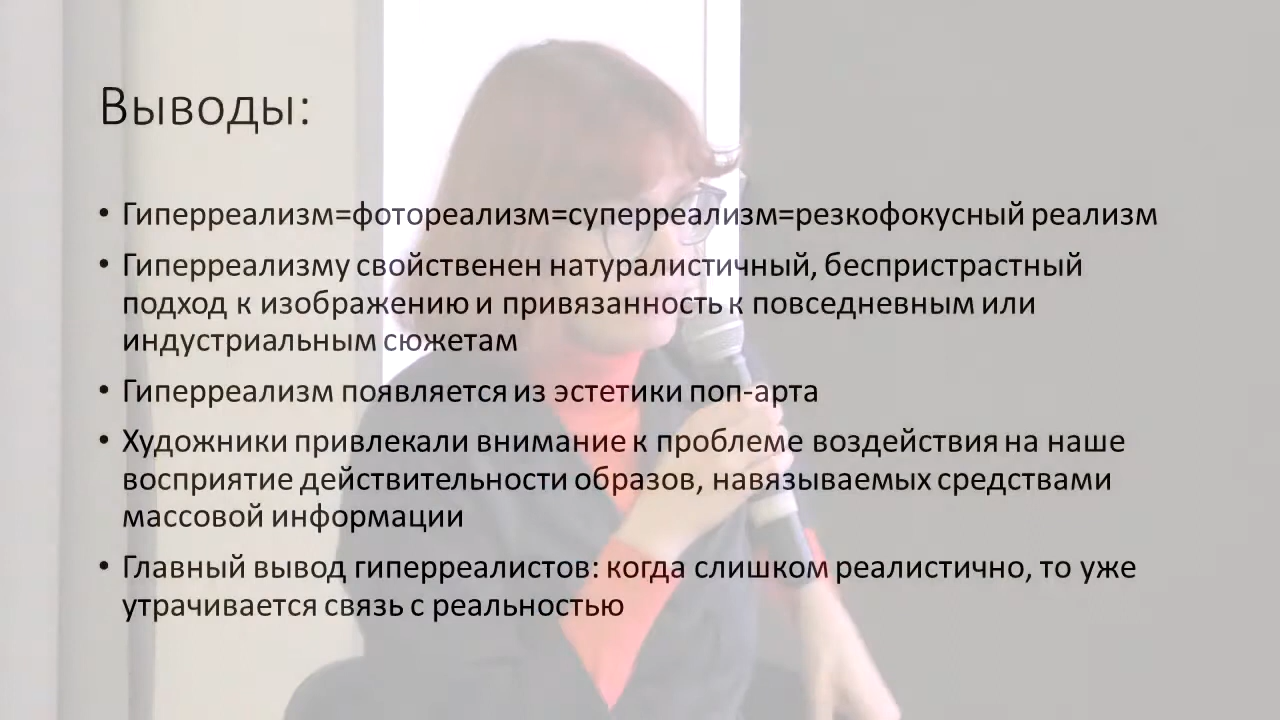 Выводы:
• Гиперреализм=фотореализм=суперреализм=резкофокусный реализм
• Гиперреализму свойственен натуралистичный, беспристрастный
подход к изображению и привязанность к повседневным или
индустриальным сюжетам
• Гиперреализм появляется из эстетики поп-арта
• Художники привлекали внимание к проблеме воздействия на наше
восприятие действительности образов, навязываемых средствами
массовой информации
• Главный вывод гиперреалистов: когда слишком реалистично, то уже
утрачивается связь с реальностью